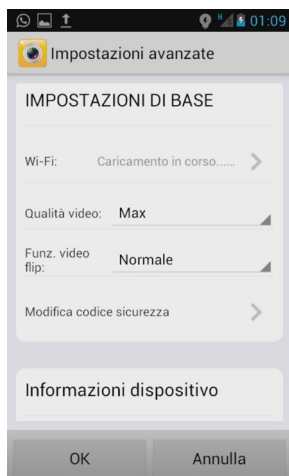 01:09
Impostazioni avanzate
IMPOSTAZIONI DI BASE
Wi-Fi: Caricamento in corso......
Qualità video: Max
Funz. video
flip: Normale
Modifica codice sicurezza
Informazioni dispositivo
OK Annulla